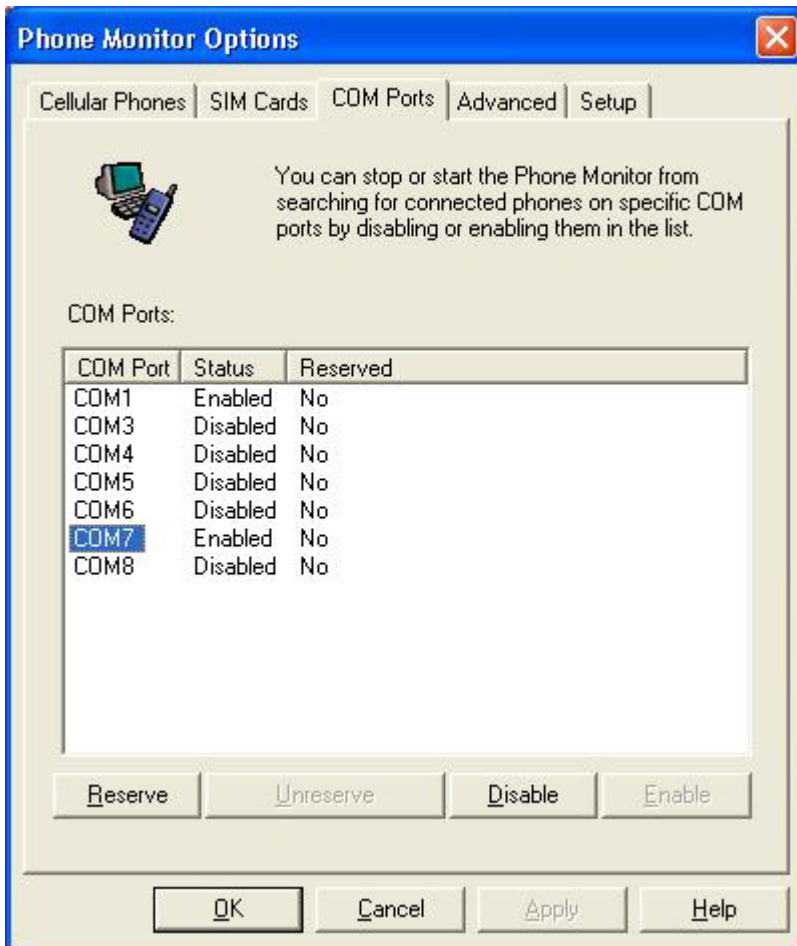 Phone Monitor Options
Cellular Phones SIM Cards COM Ports Advanced Setup
You can stop or start the Phone Monitor from
searching for connected phones on specific COM
ports by disabling or enabling them in the list.
COM Ports:
COM Port Status Reserved
COM1 Enabled No
COM3 Disabled No
COM4 Disabled No
COM5 Disabled No
COM6 Disabled No
COM7 Enabled No
COM8 Disabled No
Reserve Unreserve Disable Enable
OK Cancel Apply Help